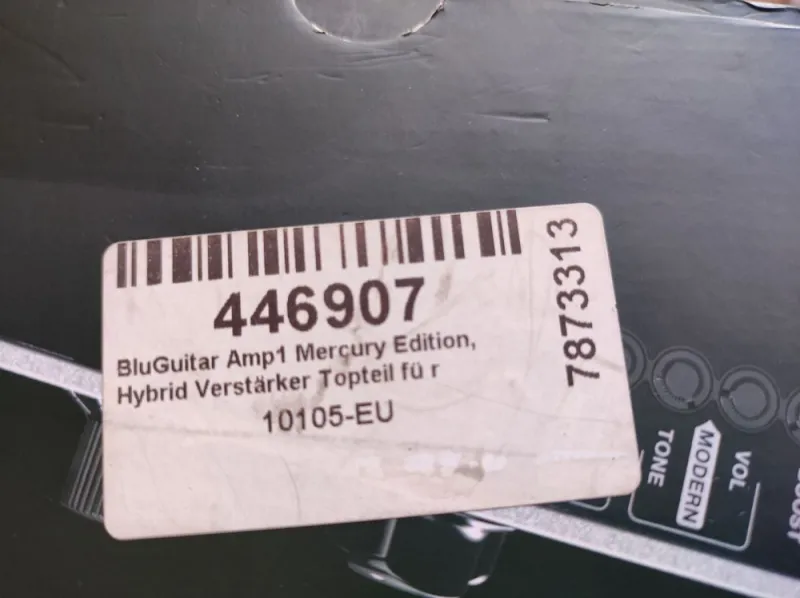 446907
BluGuitar Amp1 Mercury Edition,
Hybrid Verstärker Topteil fü r
10105-EU
7873313
VOL
MODERN
TONE